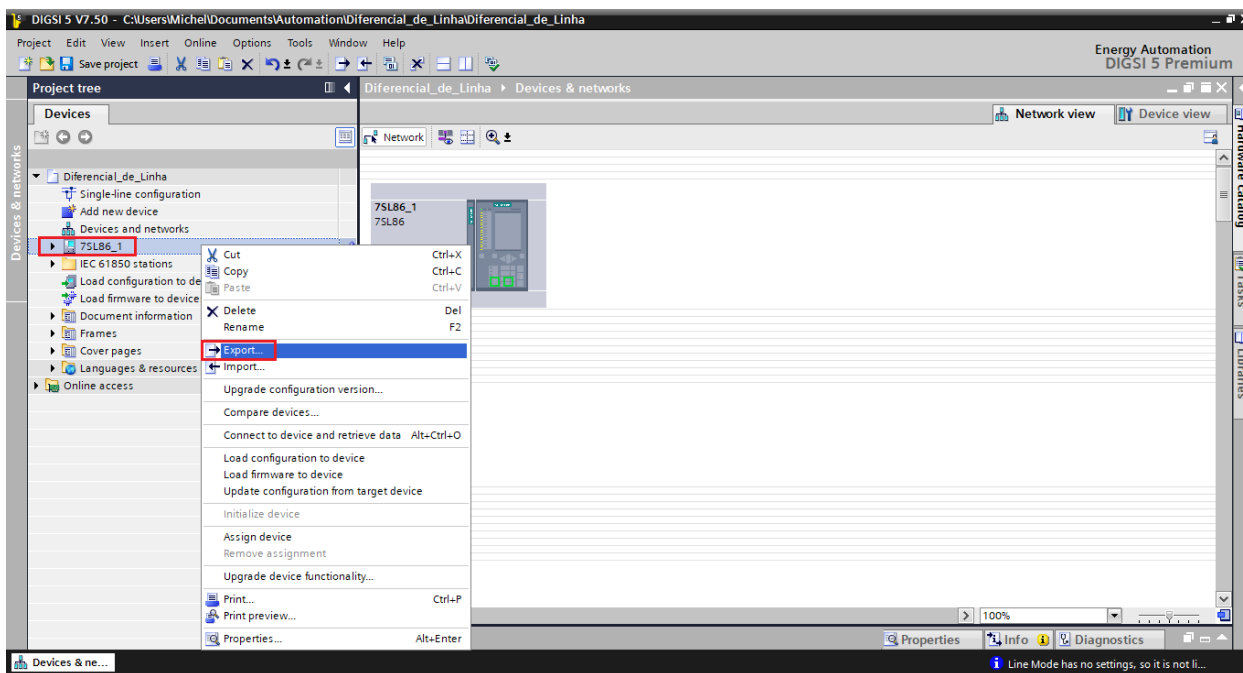 DIGSI 5 V7.50 - C:\Users\Michel\Documents\Automation\Diferencial_de_Linha\Diferencial_de_Linha
Project Edit View Insert Online Options Tools Window Help
Energy Automation
DIGSI 5 Premium
Save project
Project tree
Diferencial_de_Linha Devices & networks
Devices
Network view
Device view
Network
Devices & networks
Hardware catalog
Tasks
Libraries
Diferencial_de_Linha
Single-line configuration
Add new device
Devices and networks
7SL86_1
IEC 61850 stations
Load configuration to de
Load firmware to device
Document information
Frames
Cover pages
Languages & resources
Online access
7SL86_1
7SL86
Cut Ctrl+X
Copy Ctrl+C
Paste Ctrl+V
Delete Del
Rename F2
Export...
Import...
Upgrade configuration version...
Compare devices...
Connect to device and retrieve data Alt+Ctrl+O
Load configuration to device
Load firmware to device
Update configuration from target device
Initialize device
Assign device
Remove assignment
Upgrade device functionality...
Print... Ctrl+P
Print preview...
Properties... Alt+Enter
100%
Properties
Info
Diagnostics
Devices & ne...
Line Mode has no settings, so it is not li...